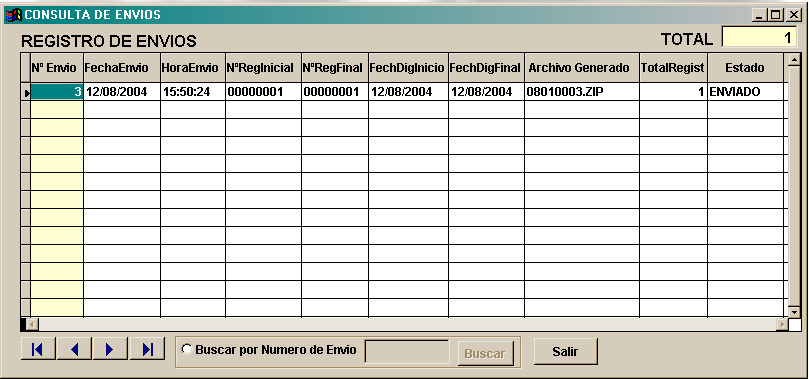 CONSULTA DE ENVIOS
REGISTRO DE ENVIOS TOTAL 1
Nº Envio FechaEnvio HoraEnvio NºRegInicial NºRegFinal FechDigInicio FechDigFinal Archivo Generado TotalRegist Estado
3 12/08/2004 15:50:24 00000001 00000001 12/08/2004 12/08/2004 08010003.ZIP 1 ENVIADO
Buscar por Numero de Envio Buscar Salir